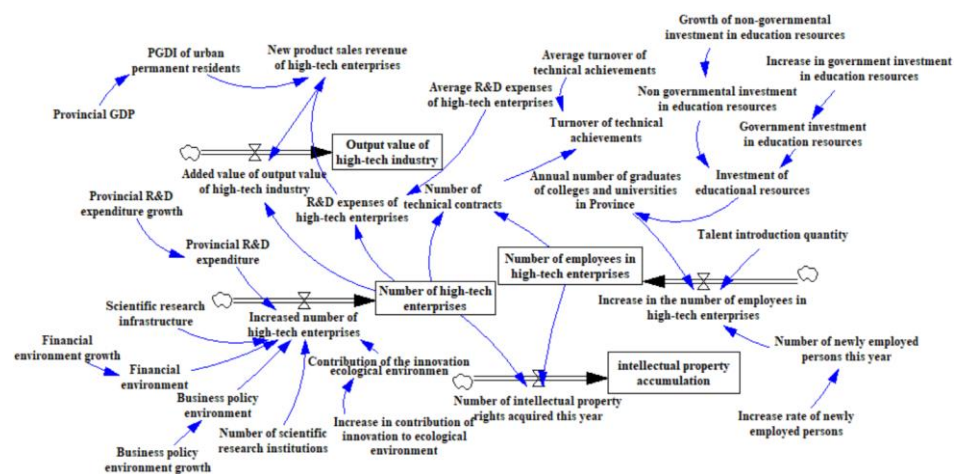 Growth of non-governmental
investment in education resources
PGDI of urban
permanent residents
New product sales revenue
of high-tech enterprises
Average turnover of
technical achievements
Increase in government investment
in education resources
Average R&D expenses
of high-tech enterprises
Non governmental investment
in education resources
Provincial GDP
Turnover of technical
achievements
Government investment
in education resources
Output value of
high-tech industry
Added value of output value
of high-tech industry
Annual number of graduates
of colleges and universities
in Province
Investment of
educational resources
Number of
technical contracts
R&D expenses of
high-tech enterprises
Provincial R&D
expenditure growth
Talent introduction quantity
Provincial R&D
expenditure
Number of employees in
high-tech enterprises
Number of high-tech
enterprises
Increase in the number of employees in
high-tech enterprises
Scientific research
infrastructure
Increased number of
high-tech enterprises
Financial
environment growth
Contribution of the innovation
ecological environmen
Number of newly employed
persons this year
Financial
environment
intellectual property
accumulation
Business policy
environment
Number of intellectual property
rights acquired this year
Increase in contribution of
innovation to ecological
environment
Number of scientific
research institutions
Increase rate of newly
employed persons
Business policy
environment growth